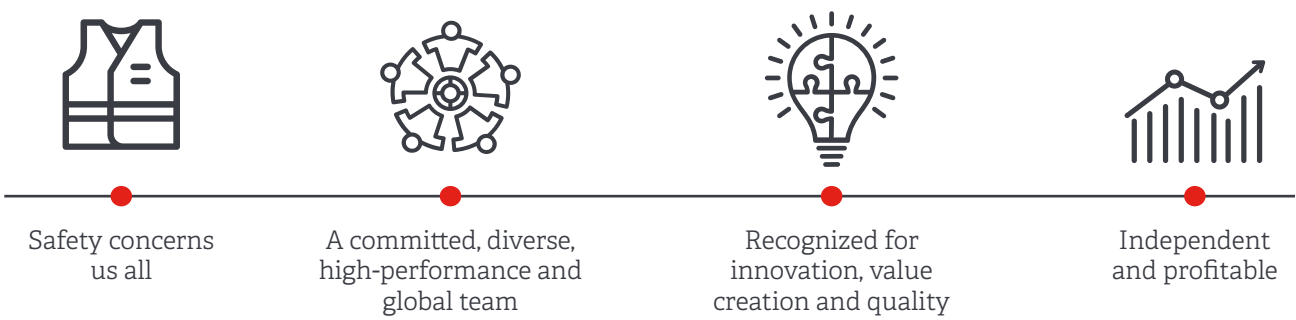 Safety concerns
us all
A committed, diverse,
high-performance and
global team
Recognized for
innovation, value
creation and quality
Independent
and profitable